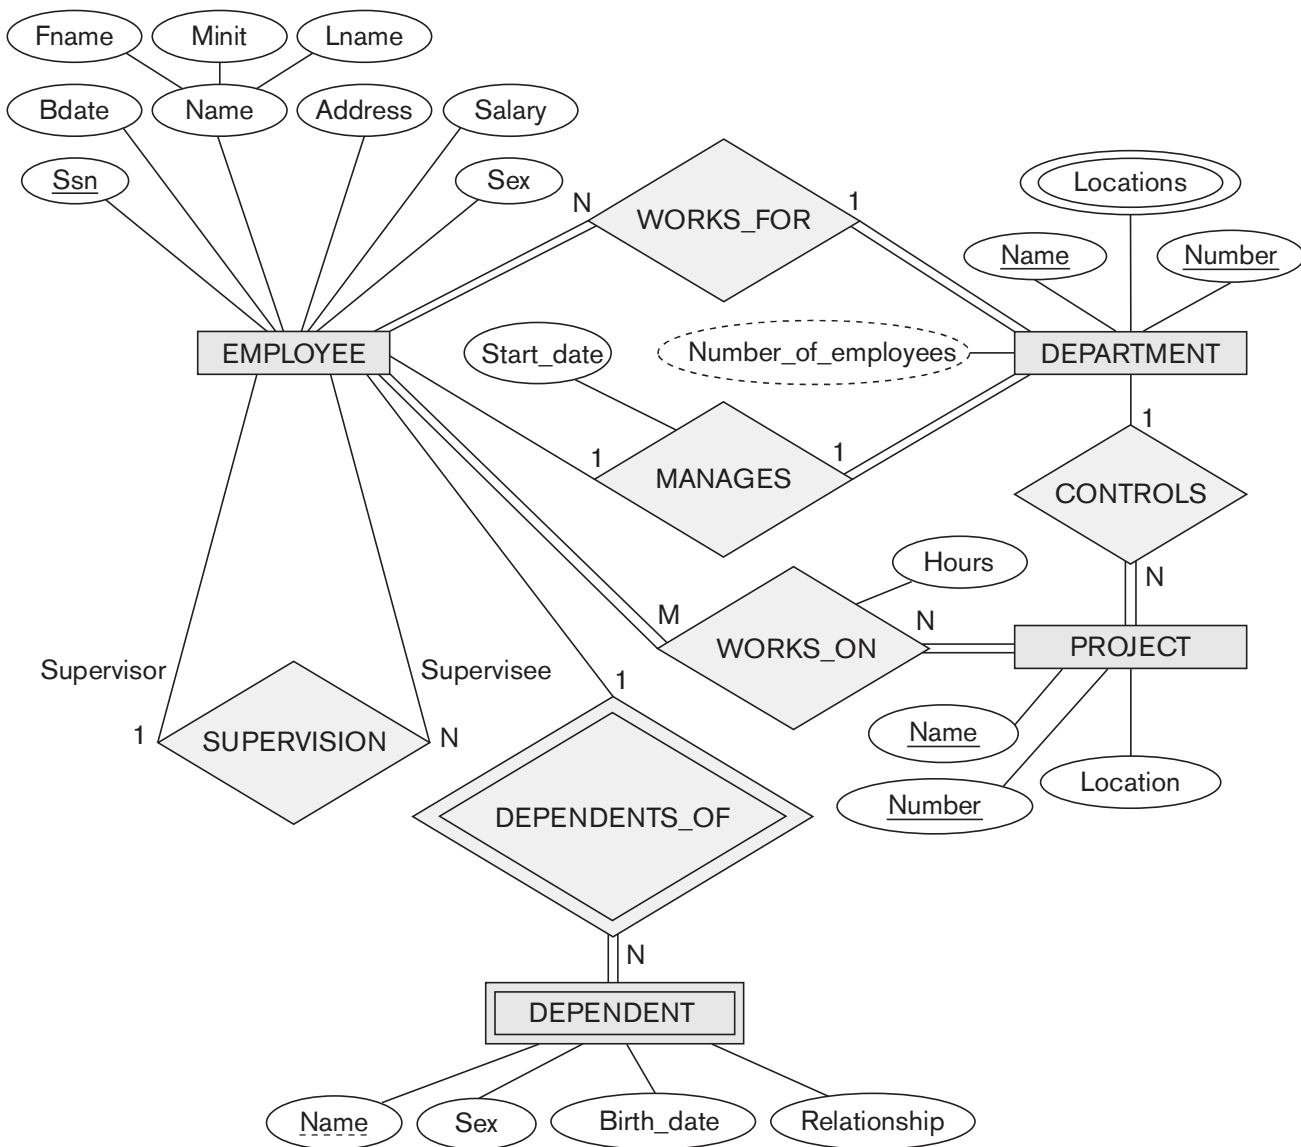 Fname
Minit
Lname
Bdate
Name
Address
Salary
Ssn
Sex
N
WORKS_FOR
1
Locations
Name
Number
EMPLOYEE
Start_date
Number_of_employees
DEPARTMENT
1
MANAGES
1
1
CONTROLS
N
Hours
M
WORKS_ON
N
PROJECT
Supervisor
Supervisee
1
SUPERVISION
N
1
Name
Number
Location
DEPENDENTS_OF
N
DEPENDENT
Name
Sex
Birth_date
Relationship